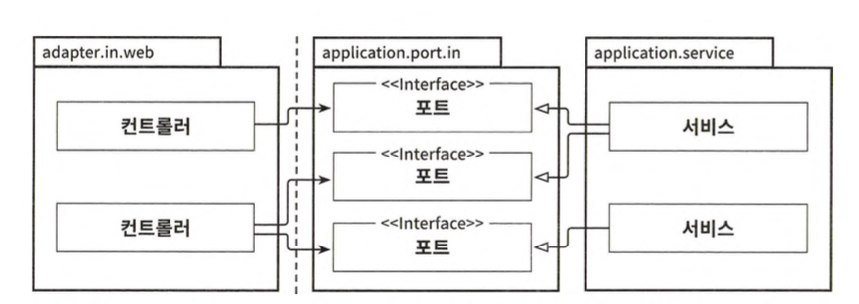 adapter.in.web
application.port.in
application.service
<<Interface>>
포트
컨트롤러
서비스
<<Interface>>
포트
<<Interface>>
컨트롤러
포트
서비스